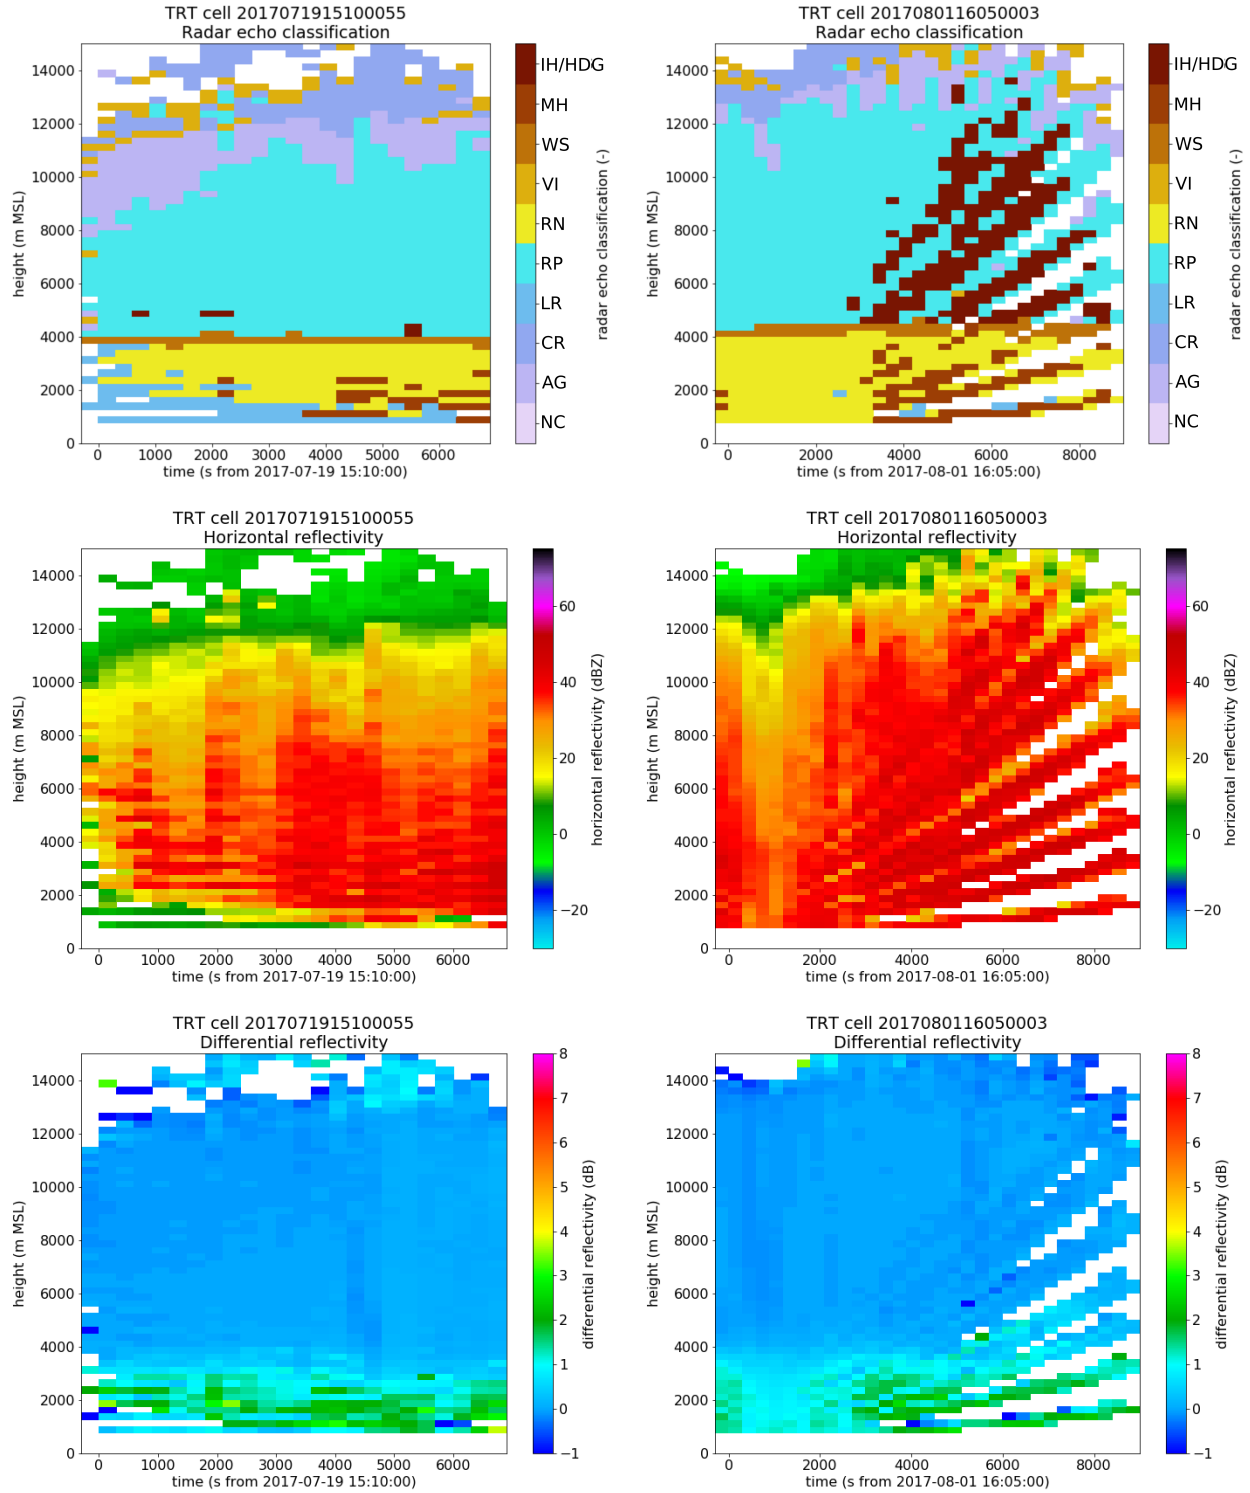 TRT cell 2017071915100055
Radar echo classification
14000
12000
10000
8000
6000
4000
2000
0
height (m MSL)
0 1000 2000 3000 4000 5000 6000
time (s from 2017-07-19 15:10:00)
IH/HDG
MH
WS
VI
RN
RP
LR
CR
AG
NC
radar echo classification (-)
TRT cell 2017080116050003
Radar echo classification
14000
12000
10000
8000
6000
4000
2000
0
height (m MSL)
0 2000 4000 6000 8000
time (s from 2017-08-01 16:05:00)
IH/HDG
MH
WS
VI
RN
RP
LR
CR
AG
NC
radar echo classification (-)
TRT cell 2017071915100055
Horizontal reflectivity
14000
12000
10000
8000
6000
4000
2000
0
height (m MSL)
0 1000 2000 3000 4000 5000 6000
time (s from 2017-07-19 15:10:00)
60
40
20
0
−20
horizontal reflectivity (dBZ)
TRT cell 2017080116050003
Horizontal reflectivity
14000
12000
10000
8000
6000
4000
2000
0
height (m MSL)
0 2000 4000 6000 8000
time (s from 2017-08-01 16:05:00)
60
40
20
0
−20
horizontal reflectivity (dBZ)
TRT cell 2017071915100055
Differential reflectivity
14000
12000
10000
8000
6000
4000
2000
0
height (m MSL)
0 1000 2000 3000 4000 5000 6000
time (s from 2017-07-19 15:10:00)
8
7
6
5
4
3
2
1
0
−1
differential reflectivity (dB)
TRT cell 2017080116050003
Differential reflectivity
14000
12000
10000
8000
6000
4000
2000
0
height (m MSL)
0 2000 4000 6000 8000
time (s from 2017-08-01 16:05:00)
8
7
6
5
4
3
2
1
0
−1
differential reflectivity (dB)